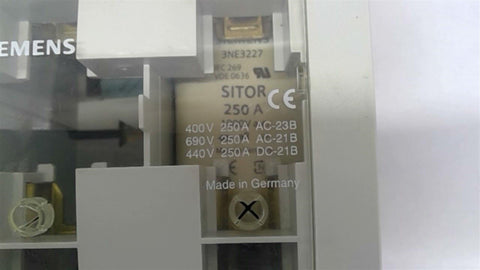 SIEMENS
3NE3227
IEC 269
VDE 0636
SITOR
250 A
CE
400V 250A AC-23B
690V 250A AC-21B
440V 250A DC-21B
Made in Germany